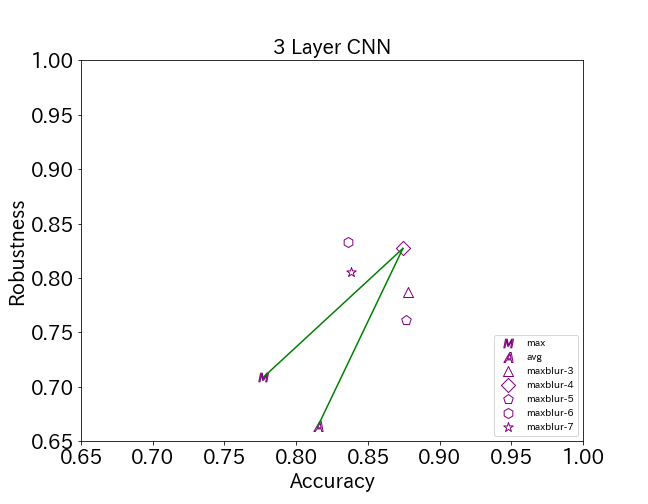 3 Layer CNN
1.00
0.95
0.90
0.85
0.80
0.75
0.70
0.65
Robustness
M
A
M max
A avg
maxblur-3
maxblur-4
maxblur-5
maxblur-6
maxblur-7
0.65 0.70 0.75 0.80 0.85 0.90 0.95 1.00
Accuracy